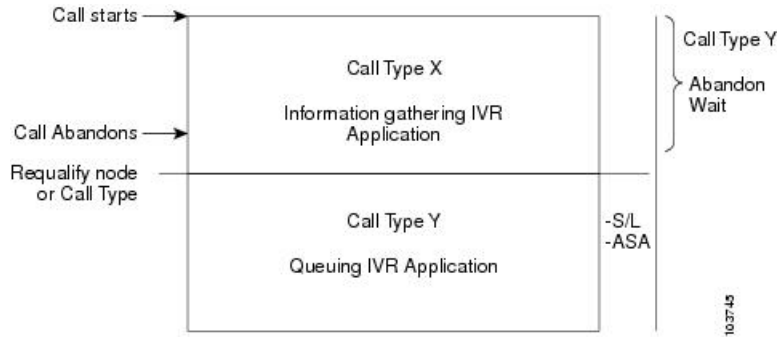 Call starts
Call Type X
Information gathering IVR
Application
Call Abandons
Requalify node
or Call Type
Call Type Y
Queuing IVR Application
-S/L
-ASA
Call Type Y
Abandon
Wait
103745